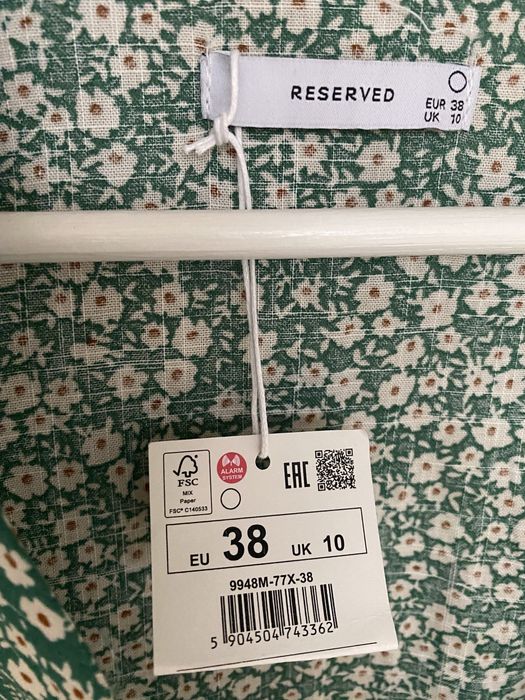 RESERVED
EUR 38
UK 10
FSC
MIX
Paper
FSC® C140533
ALARM
SYSTEM
EAC
EU 38 UK 10
9948M-77X-38
5 904504 743362